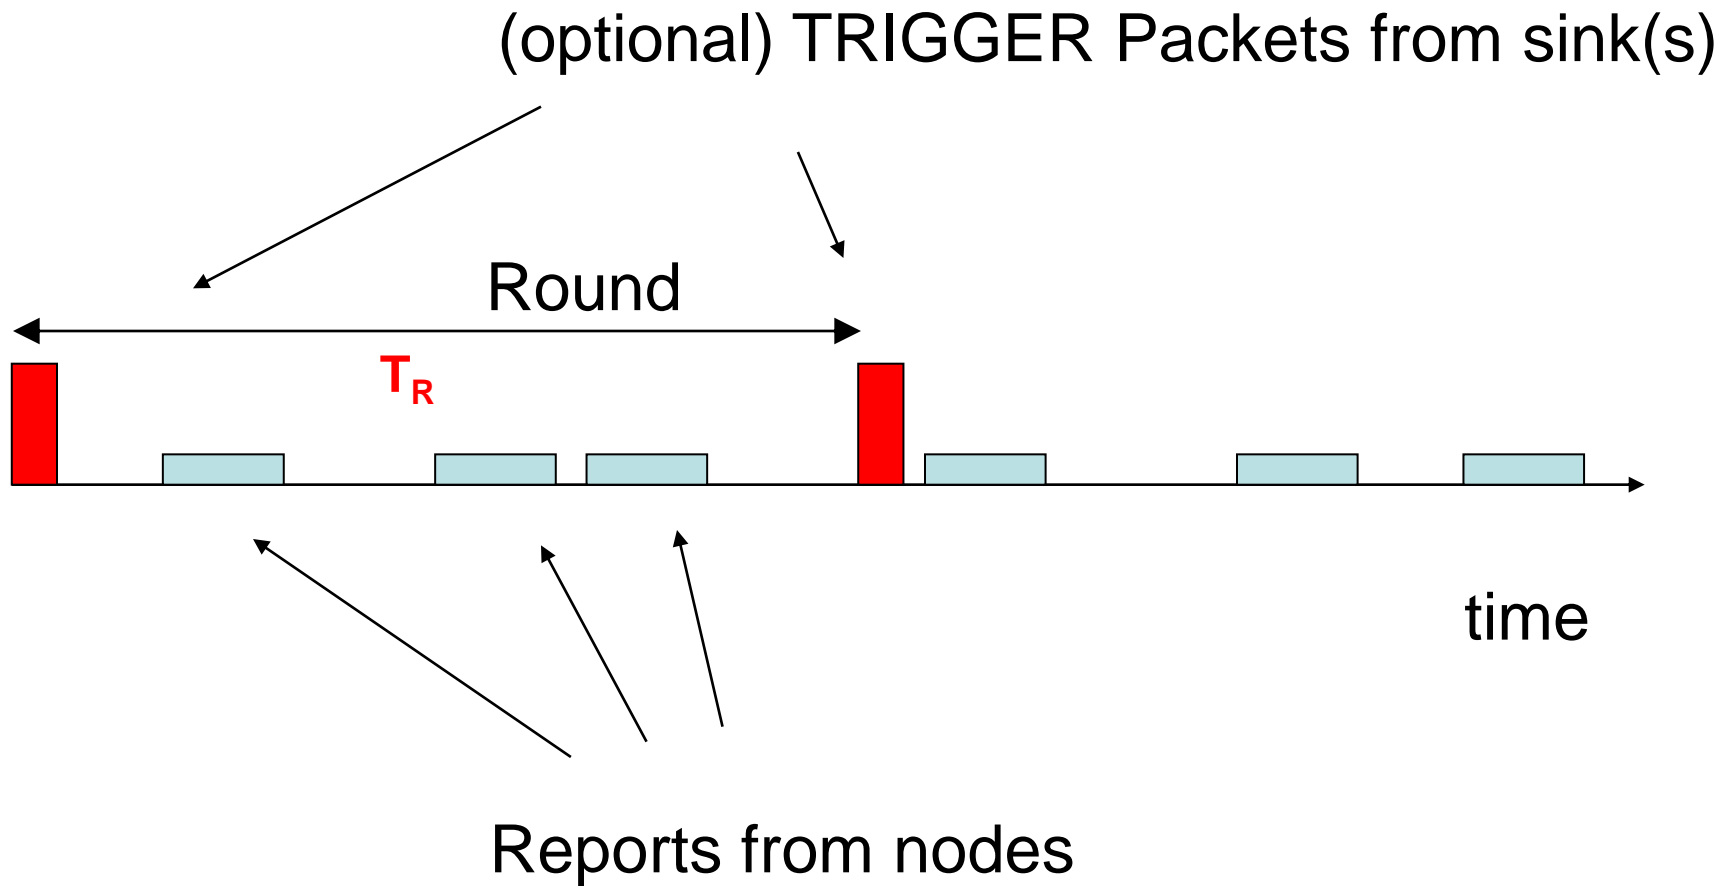 (optional) TRIGGER Packets from sink(s)
Round
TR
time
Reports from nodes